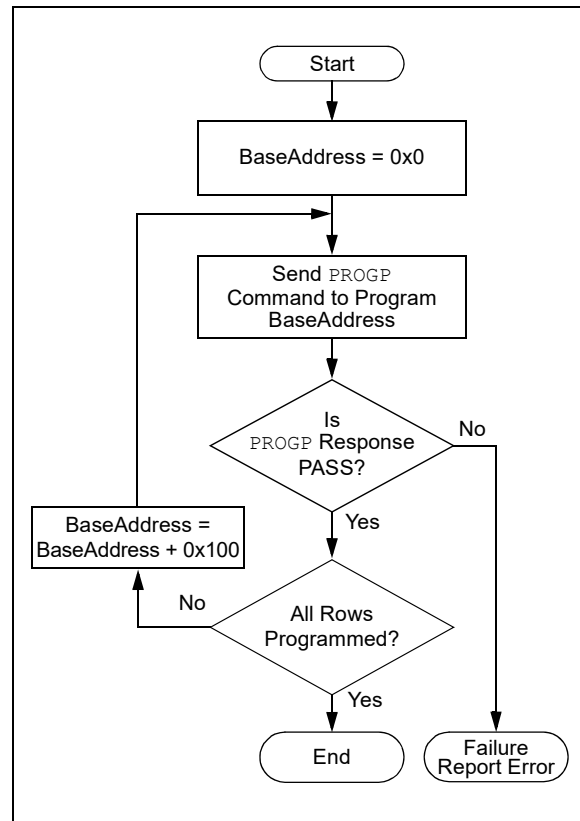 Start
BaseAddress = 0x0
Send PROGP
Command to Program
BaseAddress
Is
PROGP Response
PASS?
No
Yes
BaseAddress =
BaseAddress + 0x100
No
All Rows
Programmed?
Yes
End
Failure
Report Error